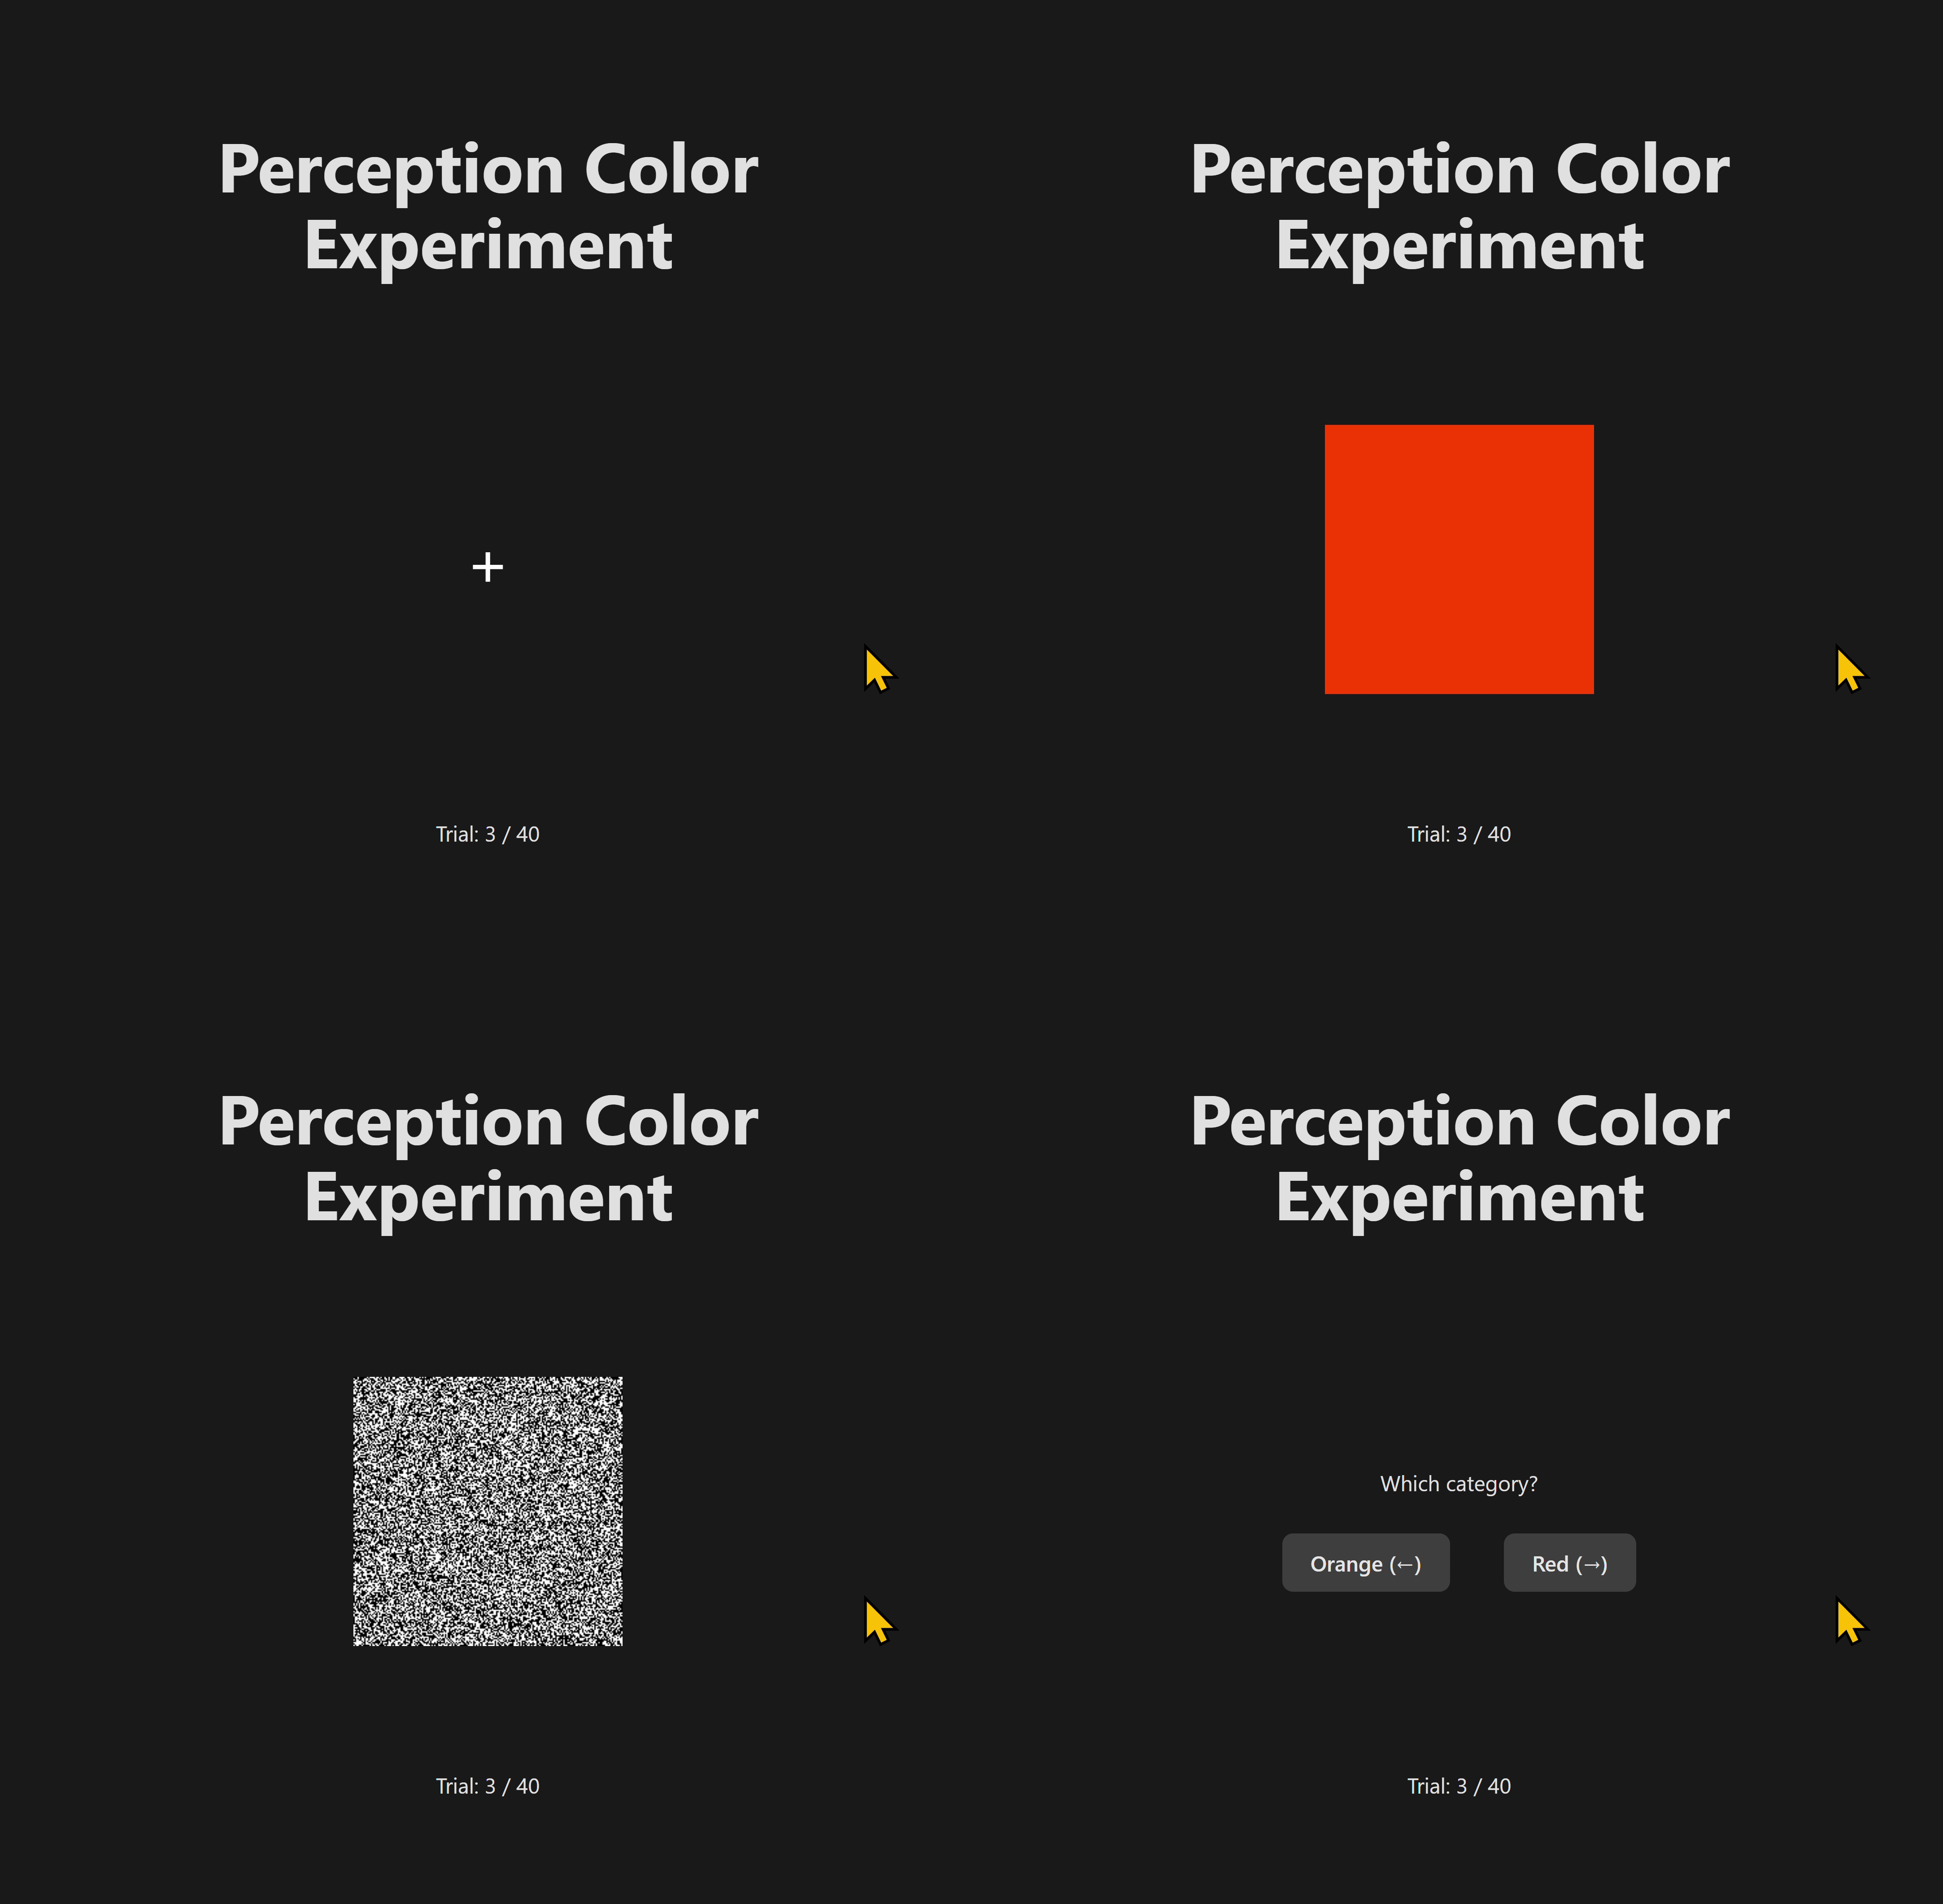 Perception Color
Experiment
+
Trial: 3 / 40
Perception Color
Experiment
Trial: 3 / 40
Perception Color
Experiment
Trial: 3 / 40
Perception Color
Experiment
Which category?
Orange (←)
Red (→)
Trial: 3 / 40